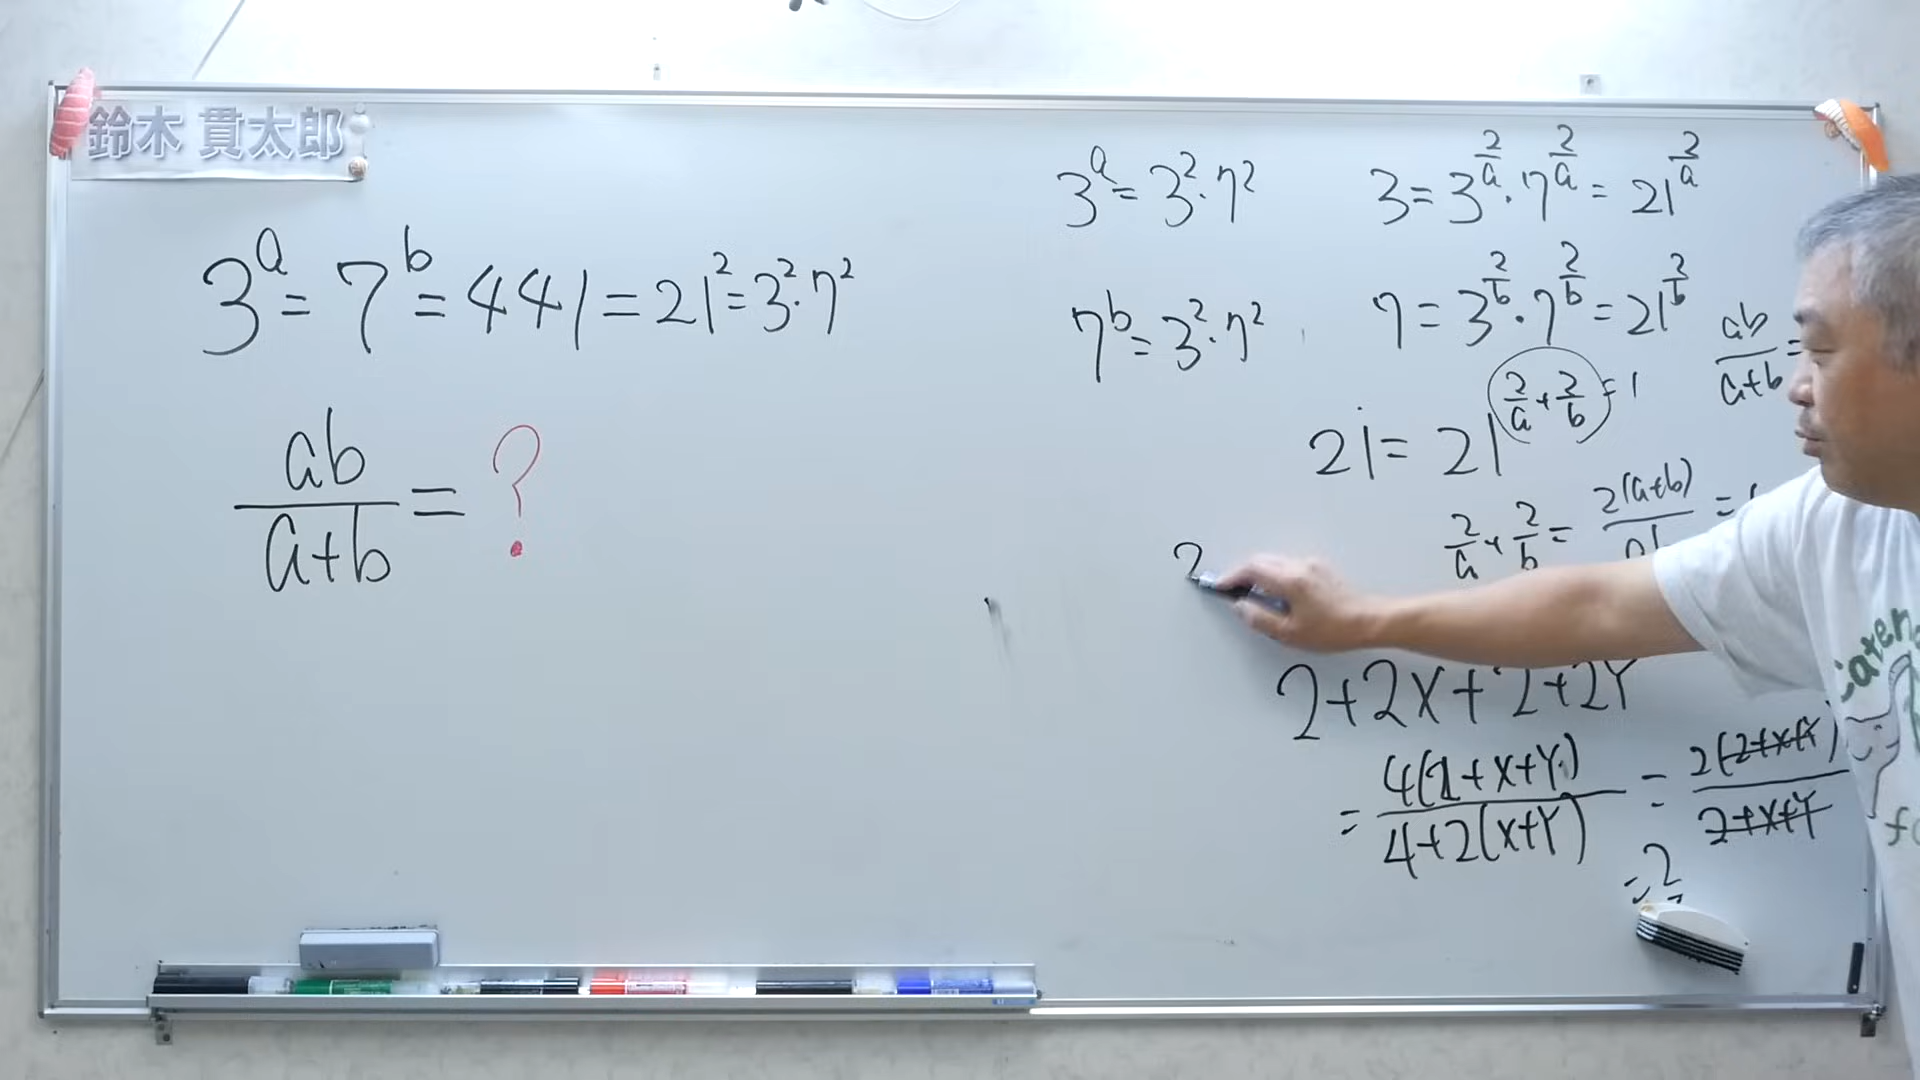 鈴木 貫太郎
3^a = 7^b = 441 = 21^2 = 3^2・7^2
ab/(a+b) = ?
3^a = 3^2・7^2
3 = 3^(2/a)・7^(2/a) = 21^(2/a)
7^b = 3^2・7^2
7 = 3^(2/b)・7^(2/b) = 21^(2/b)
ab/(a+b) =
21 = 21^(2/a + 2/b)
2/a + 2/b = 1
2/a + 2/b = 2(a+b)/
2
2+2X+2+2Y
= 4(2+X+Y)/(4+2(X+Y)) = 2(2+X+Y)/(2+X+Y)
= 2